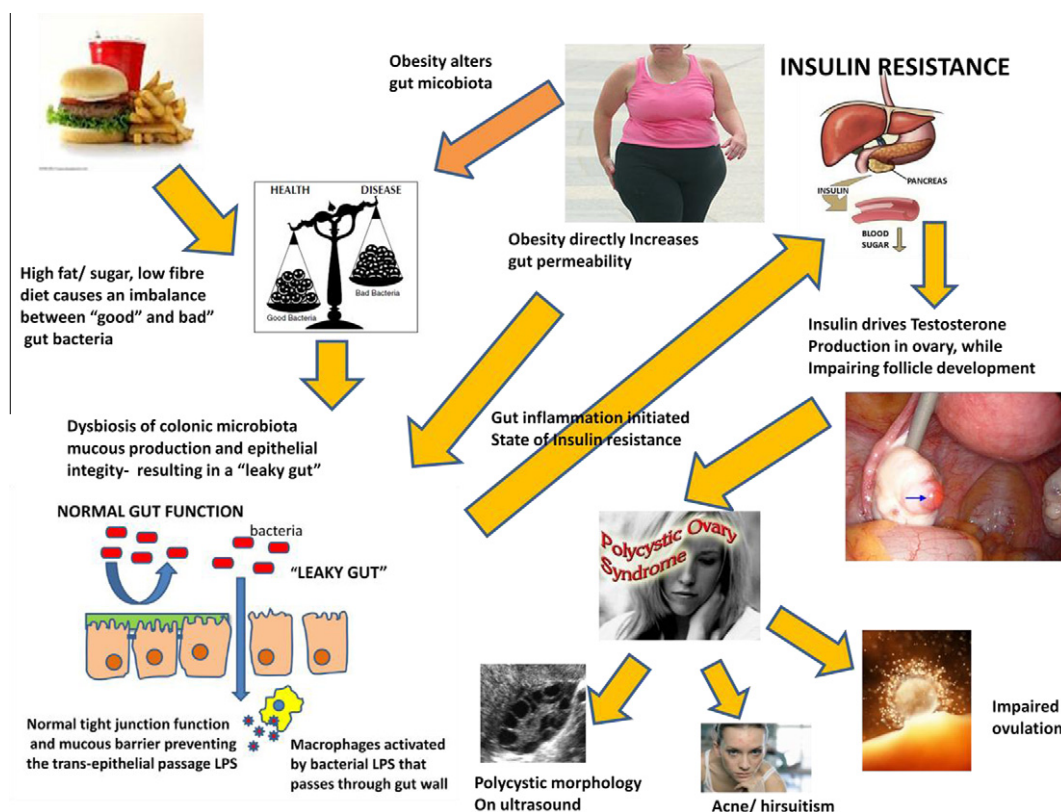 Obesity alters
gut micobiota
INSULIN RESISTANCE
PANCREAS
INSULIN
BLOOD
SUGAR
HEALTH
DISEASE
Bad Bacteria
Good Bacteria
High fat/ sugar, low fibre
diet causes an imbalance
between “good” and bad”
gut bacteria
Obesity directly Increases
gut permeability
Insulin drives Testosterone
Production in ovary, while
Impairing follicle development
Dysbiosis of colonic microbiota
mucous production and epithelial
integity- resulting in a “leaky gut”
Gut inflammation initiated
State of Insulin resistance
NORMAL GUT FUNCTION
bacteria
“LEAKY GUT”
Normal tight junction function
and mucous barrier preventing
the trans-epithelial passage LPS
Macrophages activated
by bacterial LPS that
passes through gut wall
Polycystic Ovary
Syndrome
Polycystic morphology
On ultrasound
Acne/ hirsuitism
Impaired
ovulation